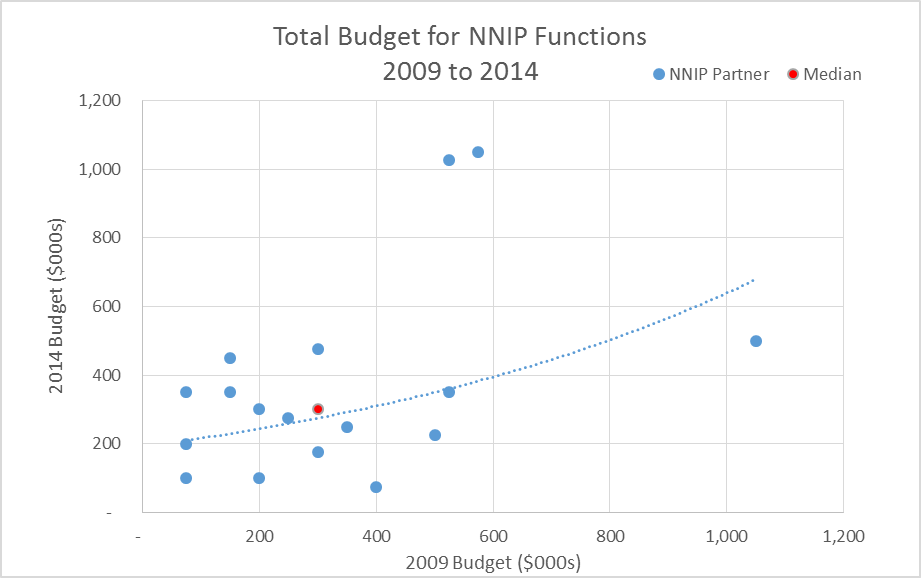 Total Budget for NNIP Functions
2009 to 2014
NNIP Partner
Median
2014 Budget ($000s)
1,200
1,000
800
600
400
200
-
- 200 400 600 800 1,000 1,200
2009 Budget ($000s)